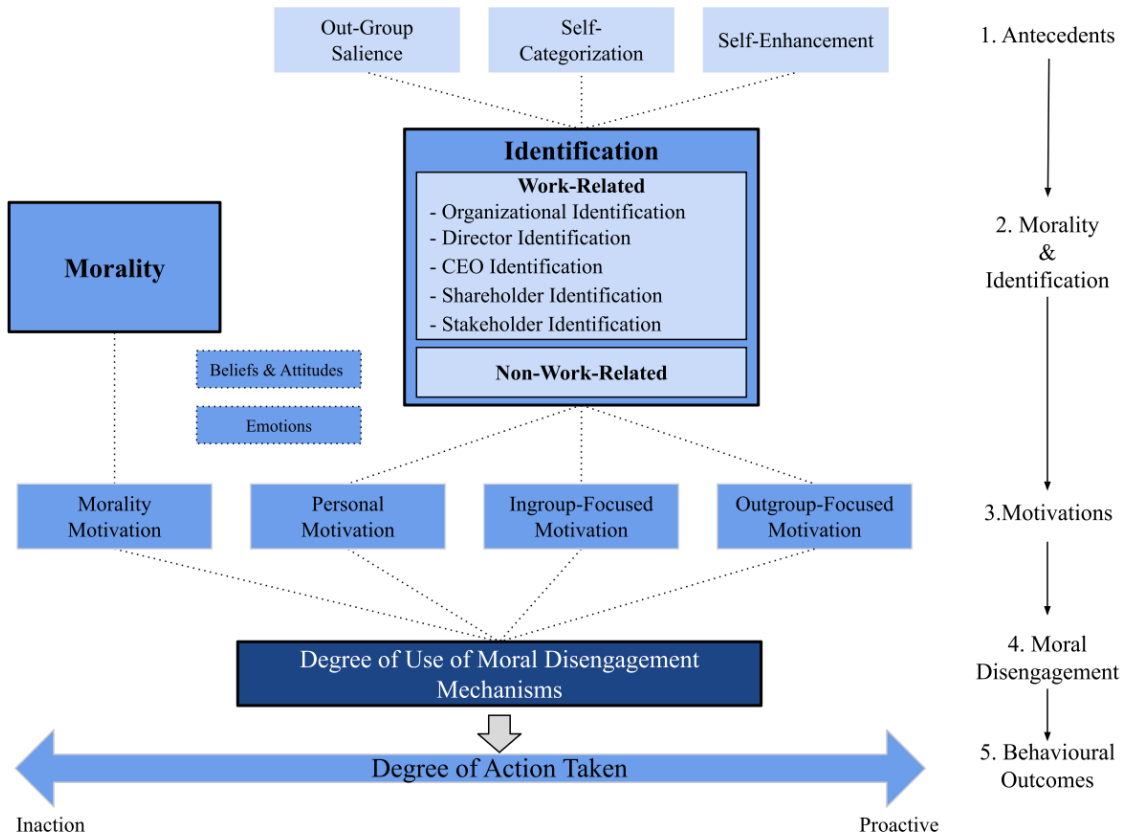 Out-Group
Salience
Self-
Categorization
Self-Enhancement
1. Antecedents
Identification
Work-Related
- Organizational Identification
- Director Identification
- CEO Identification
- Shareholder Identification
- Stakeholder Identification
Non-Work-Related
Morality
2. Morality
&
Identification
Beliefs & Attitudes
Emotions
Morality
Motivation
Personal
Motivation
Ingroup-Focused
Motivation
Outgroup-Focused
Motivation
3.Motivations
Degree of Use of Moral Disengagement
Mechanisms
4. Moral
Disengagement
Degree of Action Taken
5. Behavioural
Outcomes
Inaction
Proactive